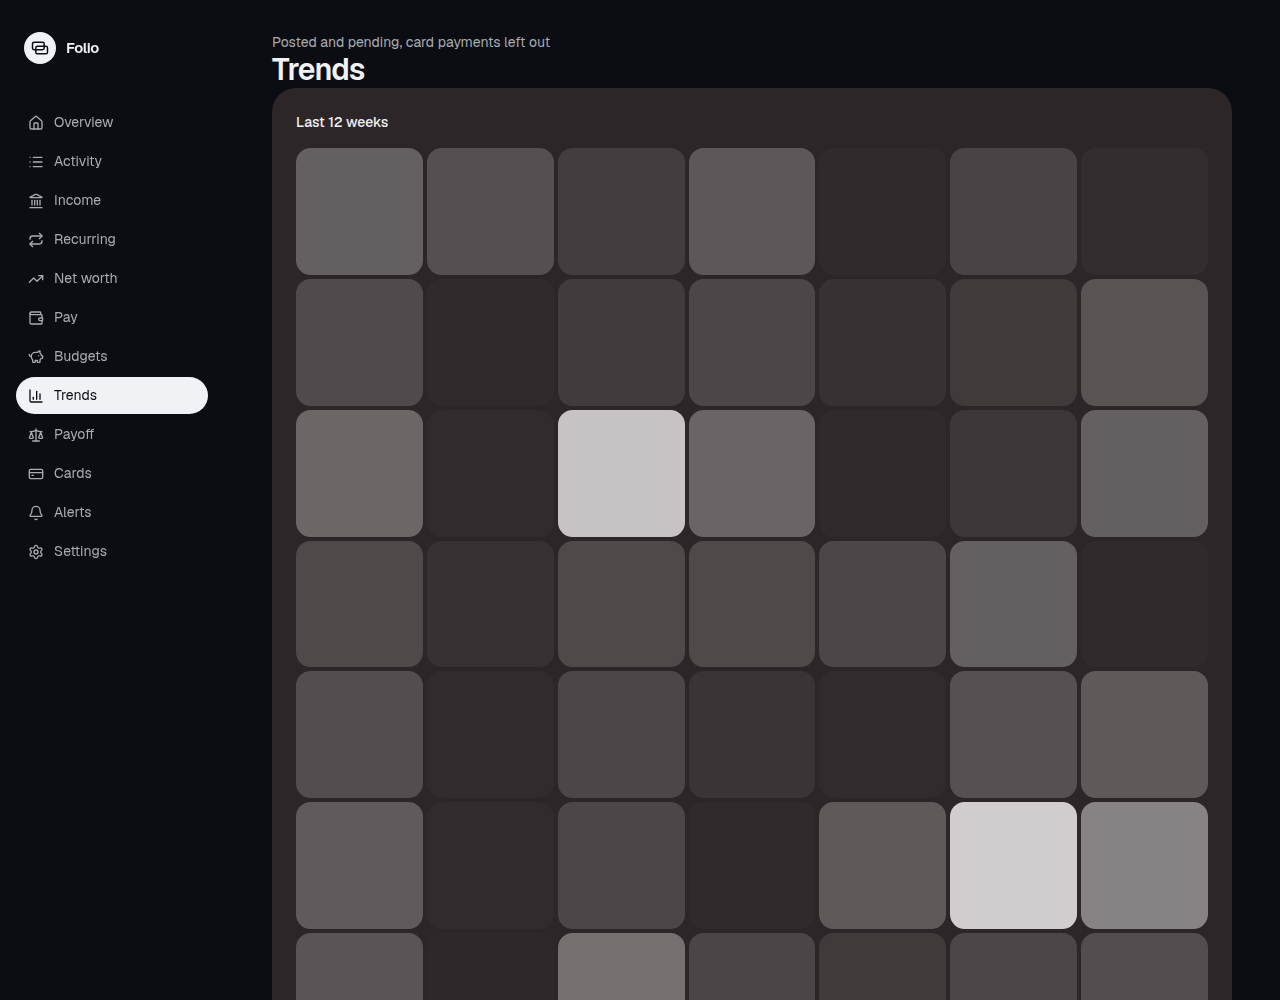 Folio
Overview
Activity
Income
Recurring
Net worth
Pay
Budgets
Trends
Payoff
Cards
Alerts
Settings
Posted and pending, card payments left out
Trends
Last 12 weeks